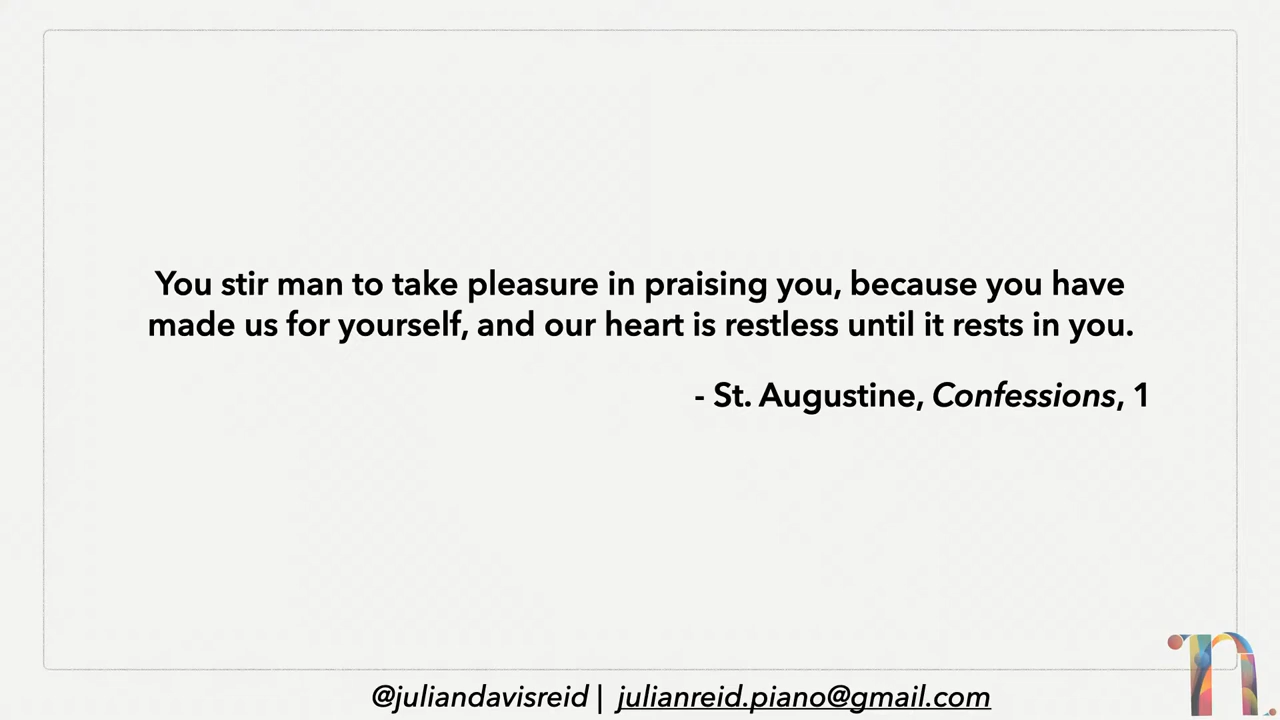 You stir man to take pleasure in praising you, because you have
made us for yourself, and our heart is restless until it rests in you.
- St. Augustine, Confessions, 1
@juliandavisreid | julianreid.piano@gmail.com
n.